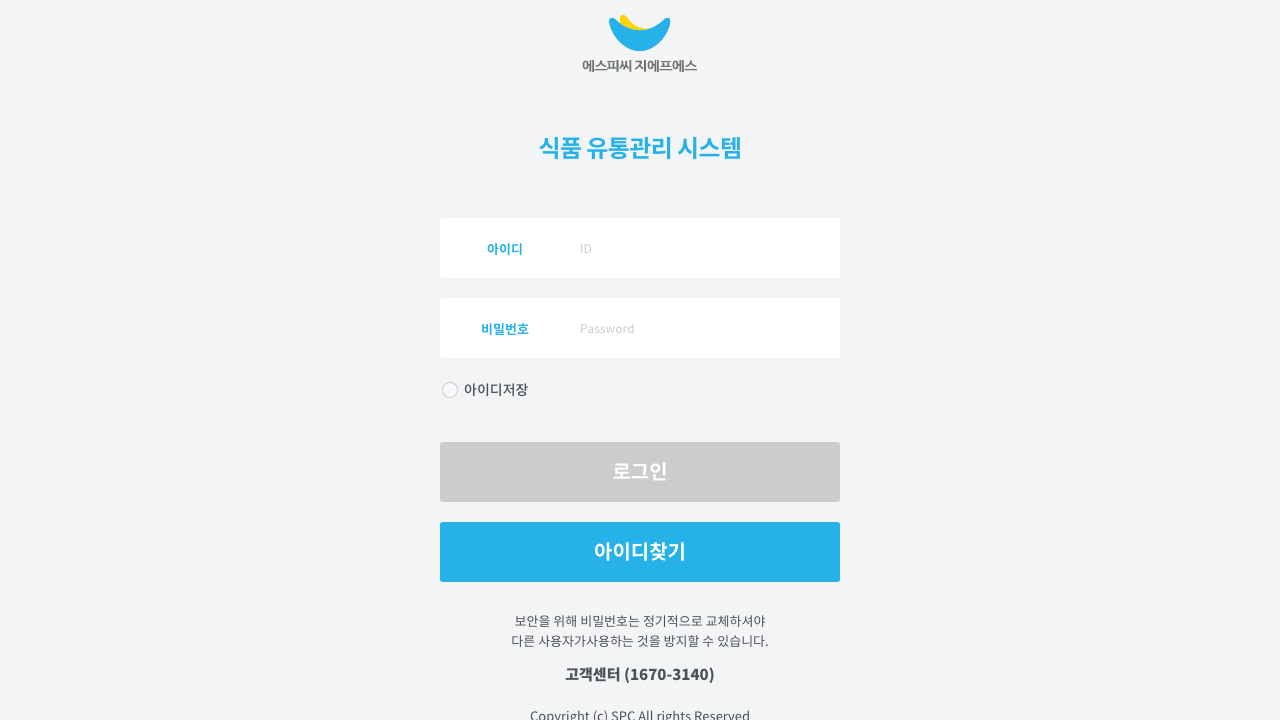 에스피씨 지에프에스
식품 유통관리 시스템
아이디 ID
비밀번호 Password
아이디저장
로그인
아이디찾기
보안을 위해 비밀번호는 정기적으로 교체하셔야
다른 사용자가사용하는 것을 방지할 수 있습니다.
고객센터 (1670-3140)
Copyright (c) SPC All rights Reserved